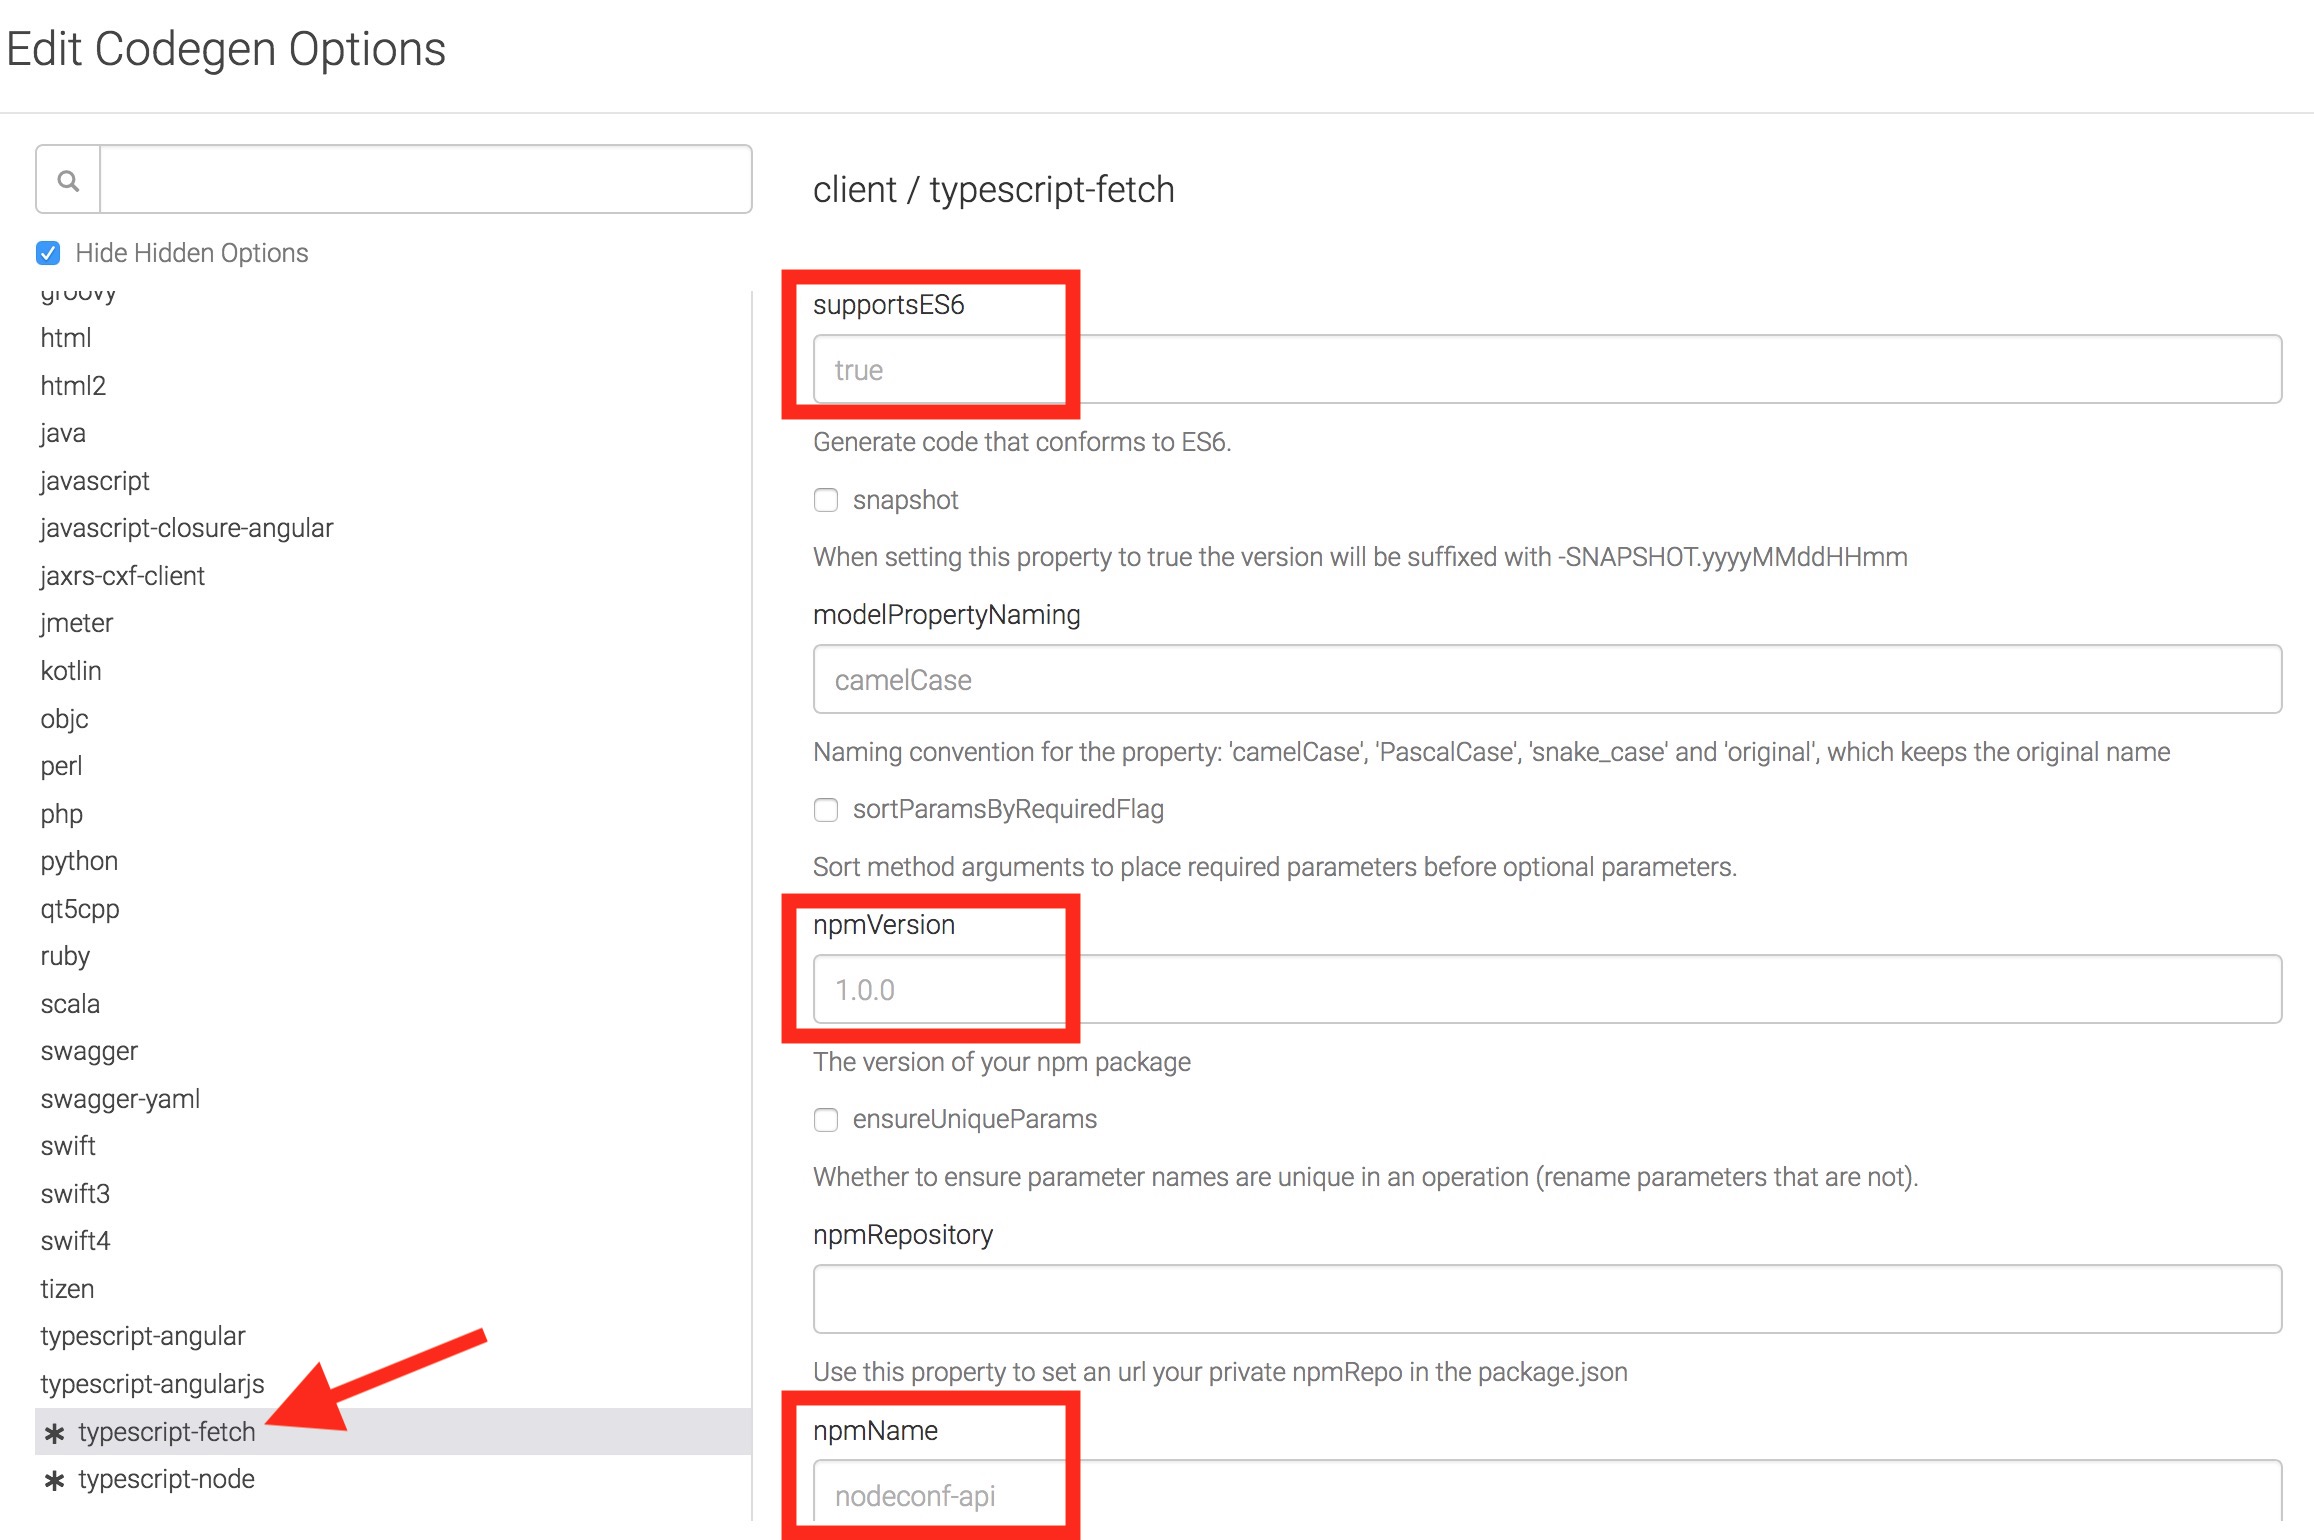 Edit Codegen Options
Hide Hidden Options
groovy
html
html2
java
javascript
javascript-closure-angular
jaxrs-cxf-client
jmeter
kotlin
objc
perl
php
python
qt5cpp
ruby
scala
swagger
swagger-yaml
swift
swift3
swift4
tizen
typescript-angular
typescript-angularjs
* typescript-fetch
* typescript-node
client / typescript-fetch
supportsES6
true
Generate code that conforms to ES6.
snapshot
When setting this property to true the version will be suffixed with -SNAPSHOT.yyyyMMddHHmm
modelPropertyNaming
camelCase
Naming convention for the property: 'camelCase', 'PascalCase', 'snake_case' and 'original', which keeps the original name
sortParamsByRequiredFlag
Sort method arguments to place required parameters before optional parameters.
npmVersion
1.0.0
The version of your npm package
ensureUniqueParams
Whether to ensure parameter names are unique in an operation (rename parameters that are not).
npmRepository
Use this property to set an url your private npmRepo in the package.json
npmName
nodeconf-api